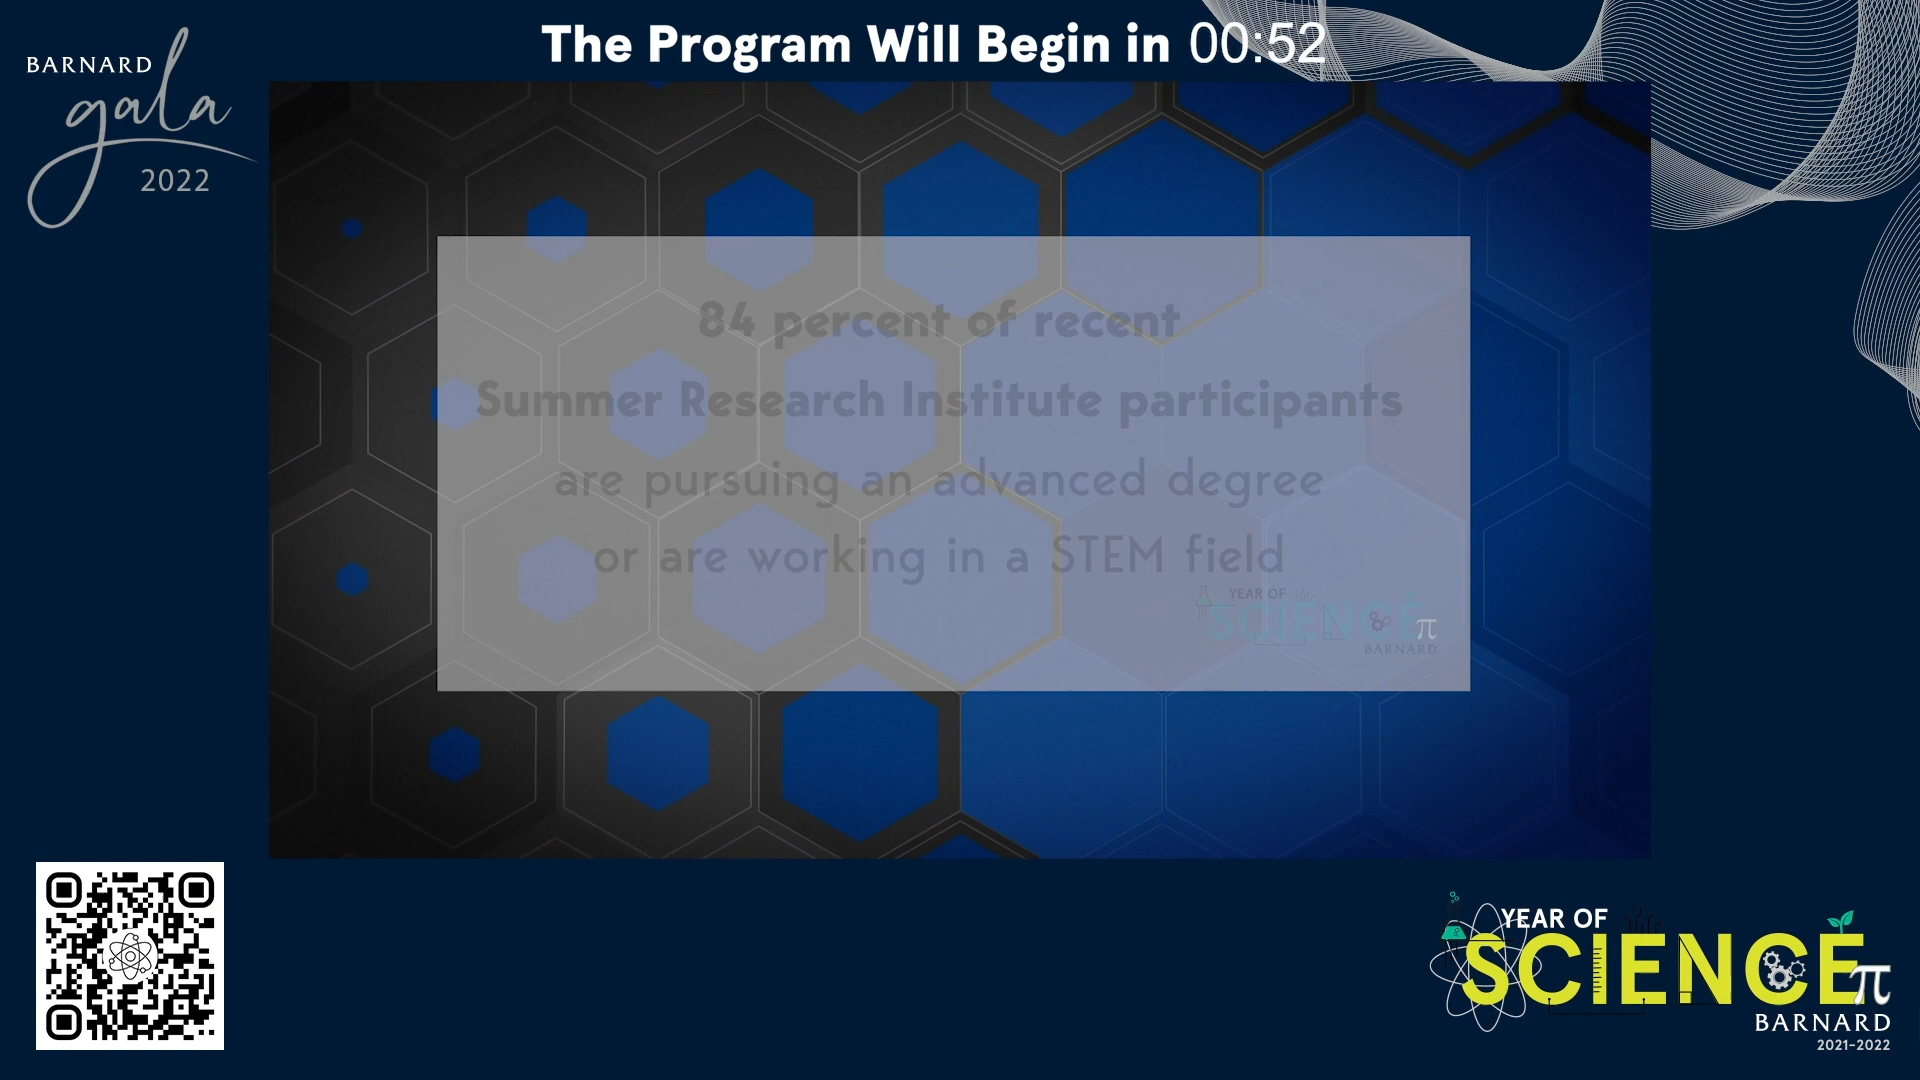 The Program Will Begin in 00:52
BARNARD
gala
2022
84 percent of recent
Summer Research Institute participants
are pursuing an advanced degree
or are working in a STEM field
YEAR OF
SCIENCE
π
BARNARD
YEAR OF
SCIENCE
π
BARNARD
2021-2022